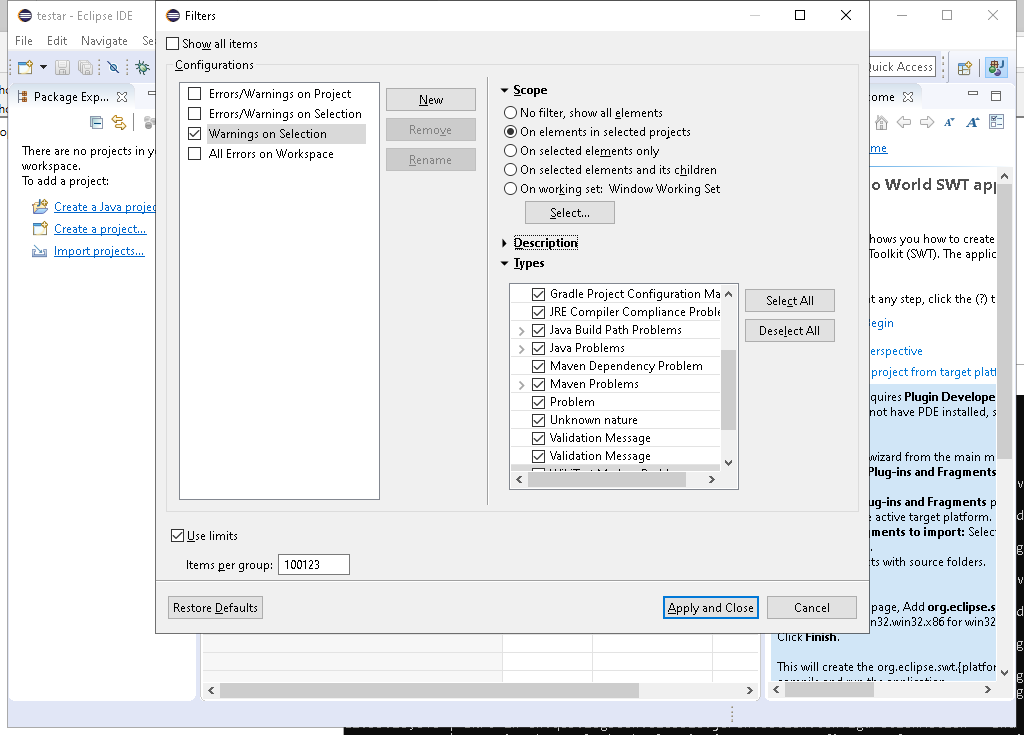 testar - Eclipse IDE
File Edit Navigate Se
Quick Access
Package Exp...
There are no projects in y
workspace.
To add a project:
Create a Java projec
Create a project...
Import projects...
Filters
Show all items
Configurations
Errors/Warnings on Project
Errors/Warnings on Selection
Warnings on Selection
All Errors on Workspace
New
Remove
Rename
Scope
No filter, show all elements
On elements in selected projects
On selected elements only
On selected elements and its children
On working set: Window Working Set
Select...
Description
Types
Gradle Project Configuration Ma
JRE Compiler Compliance Proble
Java Build Path Problems
Java Problems
Maven Dependency Problem
Maven Problems
Problem
Unknown nature
Validation Message
Validation Message
Select All
Deselect All
Use limits
Items per group: 100123
Restore Defaults
Apply and Close
Cancel
ome
me
o World SWT app
hows you how to create
Toolkit (SWT). The applic
t any step, click the (?) t
Begin
erspective
project from target platf
quires Plugin Develope
not have PDE installed, s
wizard from the main m
Plug-ins and Fragments
ug-ins and Fragments p
e active target platform.
ments to import: Select
ts with source folders.
page, Add org.eclipse.s
n32.win32.x86 for win32
Click Finish.
This will create the org.eclipse.swt.{platfor
compile and run the application.